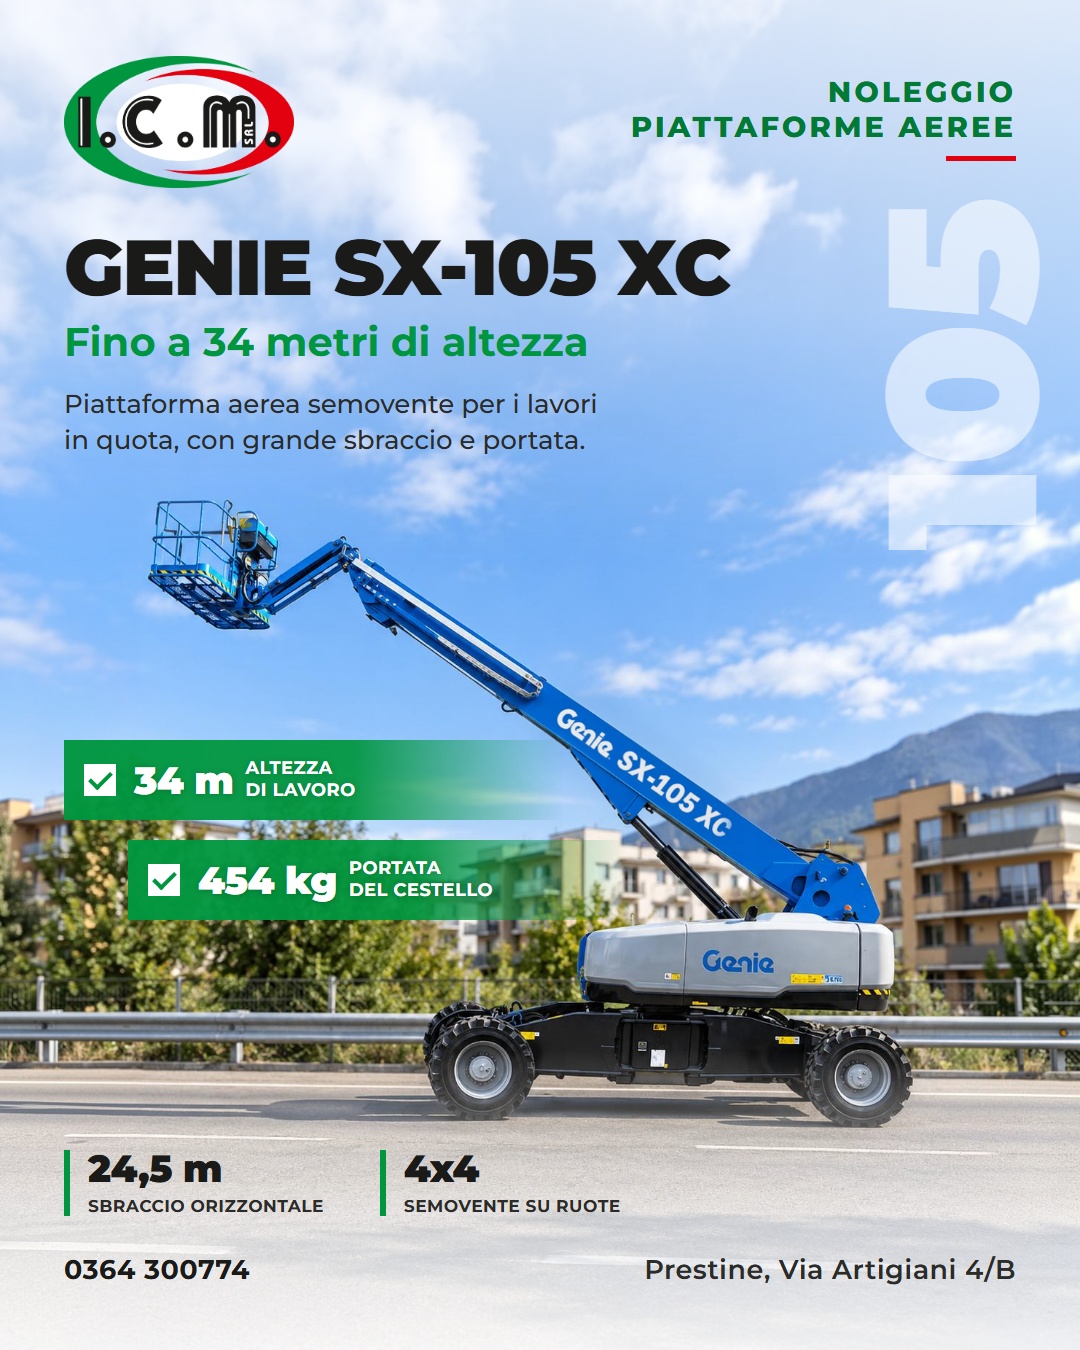 I.C.M. SRL
NOLEGGIO
PIATTAFORME AEREE
105
GENIE SX-105 XC
Fino a 34 metri di altezza
Piattaforma aerea semovente per i lavori
in quota, con grande sbraccio e portata.
Genie SX-105 XC
34 m ALTEZZA
DI LAVORO
454 kg PORTATA
DEL CESTELLO
Genie
24,5 m
SBRACCIO ORIZZONTALE
4x4
SEMOVENTE SU RUOTE
0364 300774
Prestine, Via Artigiani 4/B